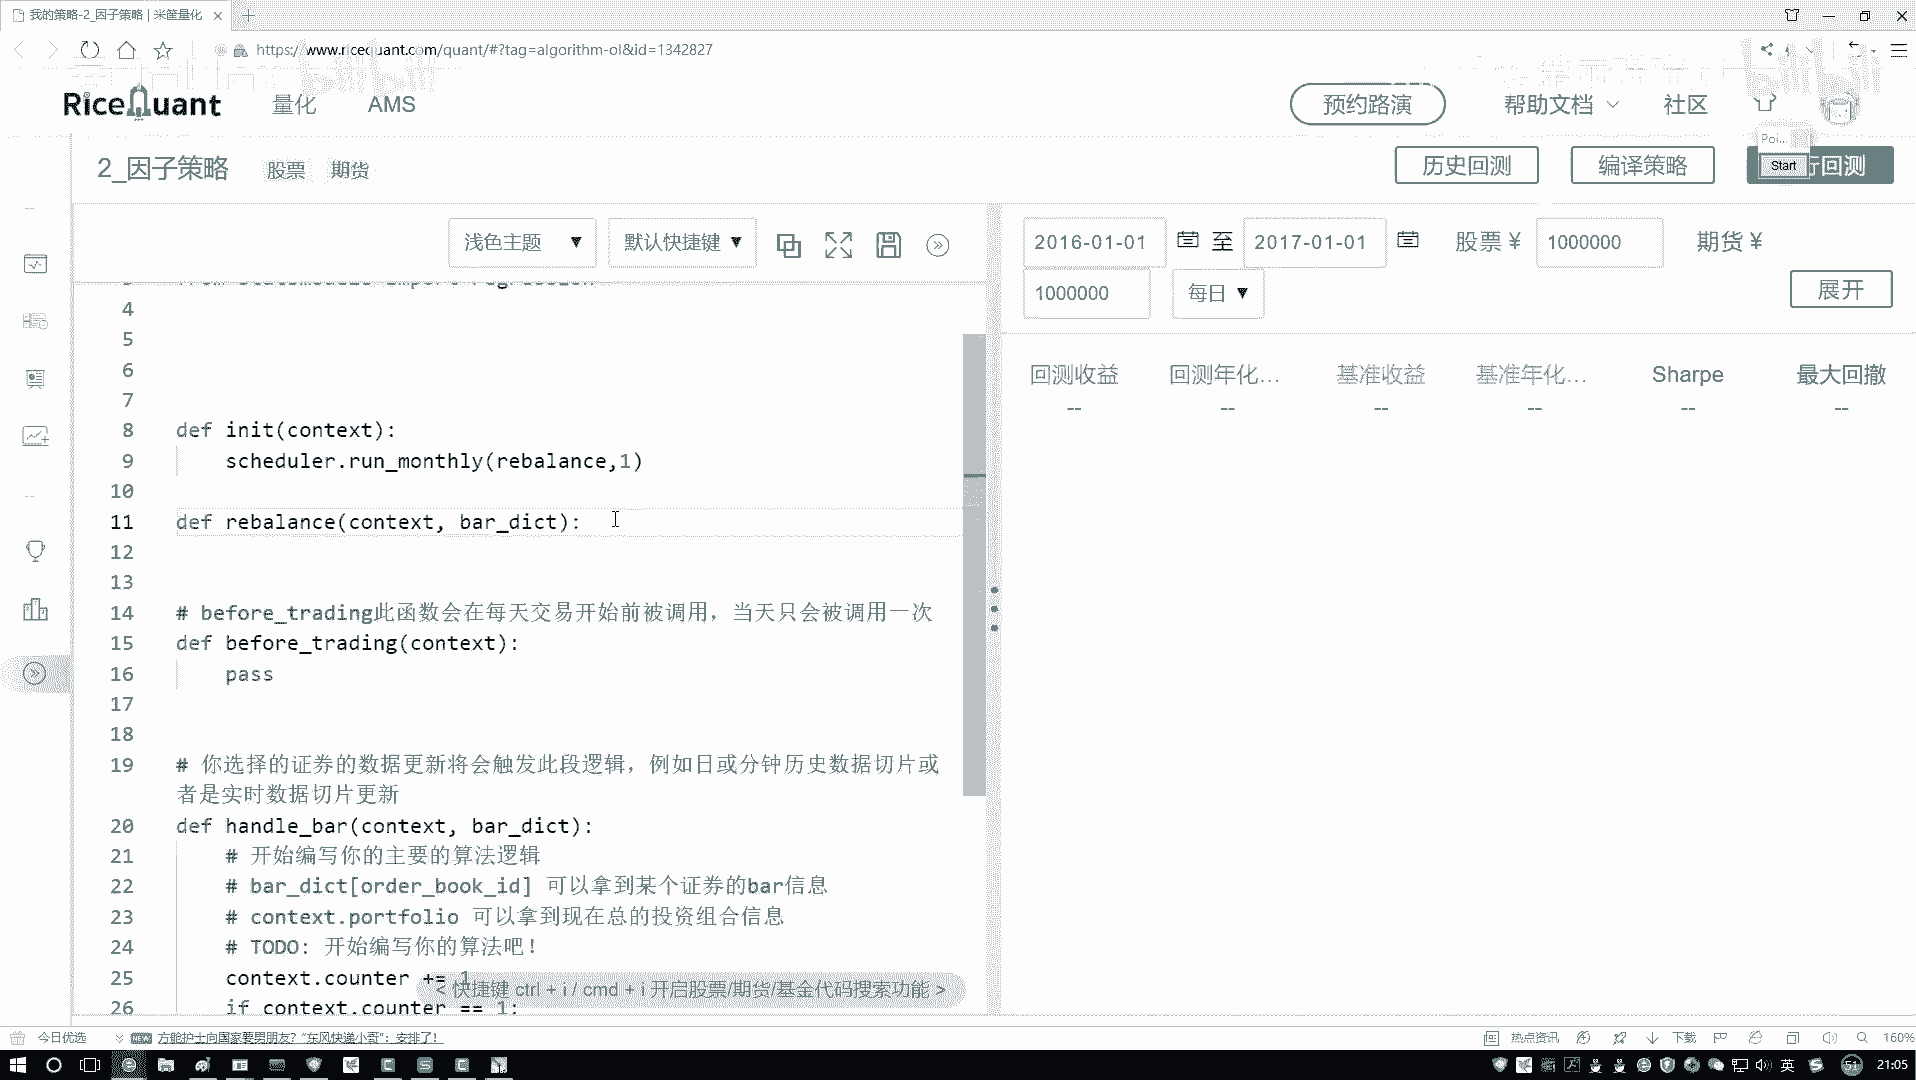 我的策略-2_因子策略 | 米筐量化
https://www.ricequant.com/quant/#?tag=algorithm-ol&id=1342827
RiceQuant 量化 AMS 预约路演 帮助文档 社区
Poi...
2_因子策略 股票 期货 历史回测 编译策略 Start 行回测
浅色主题 ▼ 默认快捷键 ▼
2016-01-01 至 2017-01-01 股票 ¥ 1000000 期货 ¥
1000000 每日 ▼ 展开
回测收益 回测年化... 基准收益 基准年化... Sharpe 最大回撤
-- -- -- -- -- --
4
5
6
7
8 def init(context):
9 scheduler.run_monthly(rebalance,1)
10
11 def rebalance(context, bar_dict):
12
13
14 # before_trading此函数会在每天交易开始前被调用，当天只会被调用一次
15 def before_trading(context):
16 pass
17
18
19 # 你选择的证券的数据更新将会触发此段逻辑，例如日或分钟历史数据切片或
者是实时数据切片更新
20 def handle_bar(context, bar_dict):
21 # 开始编写你的主要的算法逻辑
22 # bar_dict[order_book_id] 可以拿到某个证券的bar信息
23 # context.portfolio 可以拿到现在总的投资组合信息
24 # TODO: 开始编写你的算法吧！
25 context.counter += 1
< 快捷键 ctrl + i / cmd + i 开启股票/期货/基金代码搜索功能 >
26 if context.counter == 1:
今日优选 NEW 方舱护士向国家要男朋友？“东风快递小哥”：安排了！ 热点资讯 下载 160%
英 51 21:05